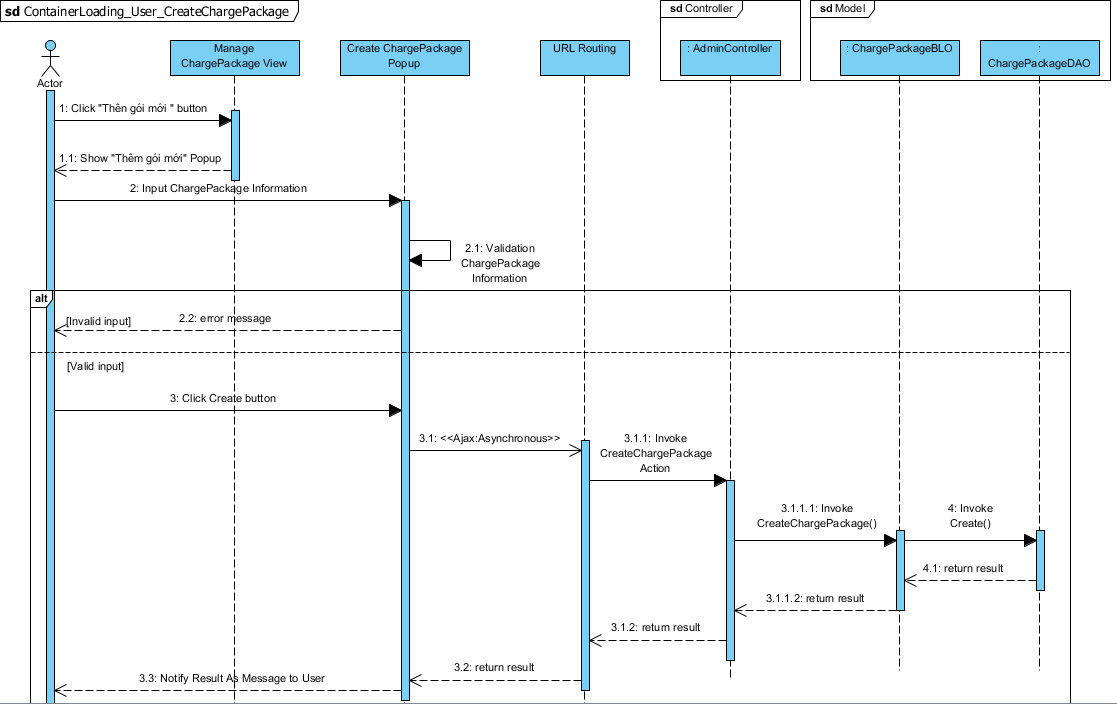 sd ContainerLoading_User_CreateChargePackage
sd Controller
sd Model
Actor
Manage
ChargePackage View
Create ChargePackage
Popup
URL Routing
: AdminController
: ChargePackageBLO
:
ChargePackageDAO
1: Click "Thên gói mới " button
1.1: Show "Thêm gói mới" Popup
2: Input ChargePackage Information
2.1: Validation
ChargePackage
Information
alt
[Invalid input]
2.2: error message
[Valid input]
3: Click Create button
3.1: <<Ajax:Asynchronous>>
3.1.1: Invoke
CreateChargePackage
Action
3.1.1.1: Invoke
CreateChargePackage()
4: Invoke
Create()
4.1: return result
3.1.1.2: return result
3.1.2: return result
3.2: return result
3.3: Notify Result As Message to User